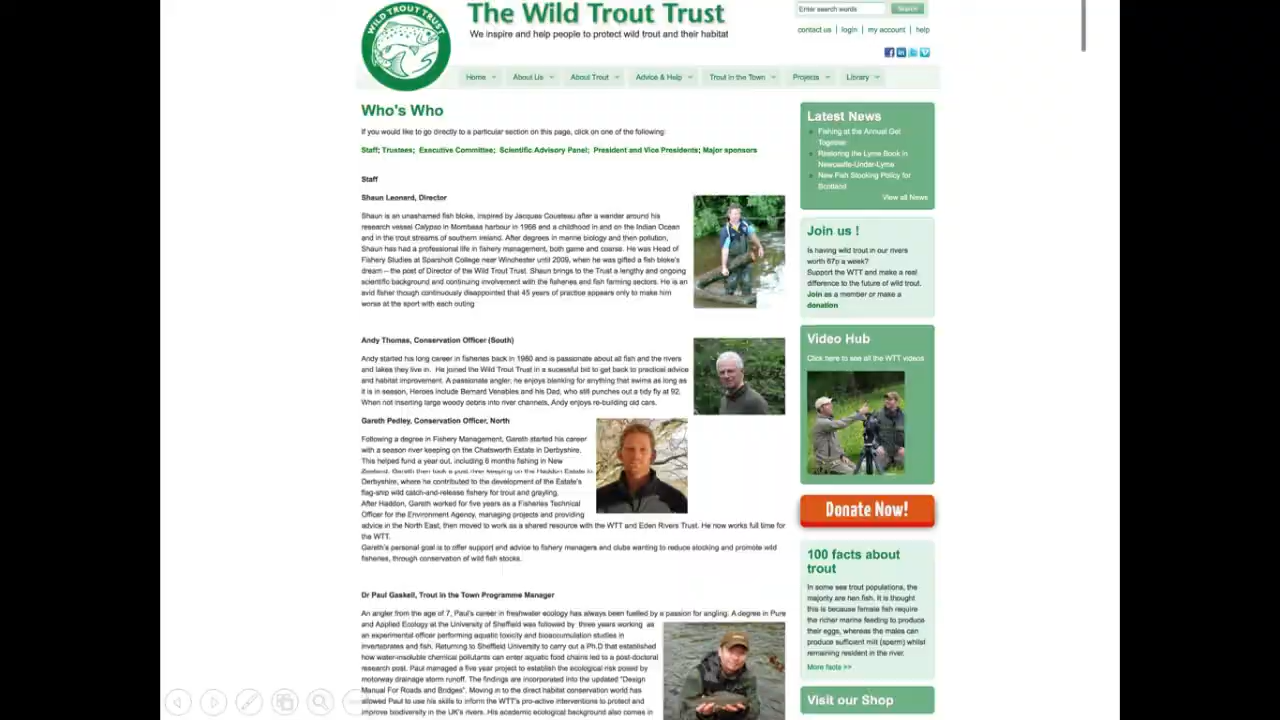 WILD TROUT TRUST
The Wild Trout Trust
We inspire and help people to protect wild trout and their habitat
Enter search words
Search
contact us | login | my account | help
Home
About Us
About Trout
Advice & Help
Trout in the Town
Projects
Library
Who's Who
If you would like to go directly to a particular section on this page, click on one of the following:
Staff; Trustees; Executive Committee; Scientific Advisory Panel; President and Vice Presidents; Major sponsors
Staff
Shaun Leonard, Director
Shaun is an unashamed fish bloke, inspired by Jacques Cousteau after a wander around his
research vessel Calypso in Mombasa harbour in 1966 and a childhood in and on the Indian Ocean
and in the trout streams of southern Ireland. After degrees in marine biology and then pollution,
Shaun has had a professional life in fishery management, both game and coarse. He was Head of
Fishery Studies at Sparsholt College near Winchester until 2009, when he was gifted a fish bloke's
dream – the post of Director of the Wild Trout Trust. Shaun brings to the Trust a lengthy and ongoing
scientific background and continuing involvement with the fisheries and fish farming sectors. He is an
avid fisher though continuously disappointed that 45 years of practice appears only to make him
worse at the sport with each outing
Andy Thomas, Conservation Officer (South)
Andy started his long career in fisheries back in 1980 and is passionate about all fish and the rivers
and lakes they live in. He joined the Wild Trout Trust in a sucessful bid to get back to practical advice
and habitat improvement. A passionate angler, he enjoys blanking for anything that swims as long as
it is in season, Heroes include Bernard Venables and his Dad, who still punches out a tidy fly at 92.
When not inserting large woody debris into river channels, Andy enjoys re-building old cars.
Gareth Pedley, Conservation Officer, North
Following a degree in Fishery Management, Gareth started his career
with a season river keeping on the Chatsworth Estate in Derbyshire.
This helped fund a year out, including 6 months fishing in New
Zealand. Gareth then took a post river keeping on the Haddon Estate in
Derbyshire, where he contributed to the development of the Estate's
flag-ship wild catch-and-release fishery for trout and grayling.
After Haddon, Gareth worked for five years as a Fisheries Technical
Officer for the Environment Agency, managing projects and providing
advice in the North East, then moved to work as a shared resource with the WTT and Eden Rivers Trust. He now works full time for
the WTT.
Gareth's personal goal is to offer support and advice to fishery managers and clubs wanting to reduce stocking and promote wild
fisheries, through conservation of wild fish stocks.
Dr Paul Gaskell, Trout in the Town Programme Manager
An angler from the age of 7, Paul's career in freshwater ecology has always been fuelled by a passion for angling. A degree in Pure
and Applied Ecology at the University of Sheffield was followed by three years working as
an experimental officer performing aquatic toxicity and bioaccumulation studies in
invertebrates and fish. Returning to Sheffield University to carry out a Ph.D that established
how water-insoluble chemical pollutants can enter aquatic food chains led to a post-doctoral
research post. Paul managed a five year project to establish the ecological risk posed by
motorway drainage storm runoff. The findings are incorporated into the updated "Design
Manual For Roads and Bridges". Moving in to the direct habitat conservation world has
allowed Paul to use his skills to inform the WTT's pro-active interventions to protect and
improve biodiversity in the UK's rivers. His academic ecological background also comes in
Latest News
Fishing at the Annual Get
Together
Restoring the Lyme Book in
Newcastle-Under-Lyme
New Fish Stocking Policy for
Scotland
View all News
Join us !
Is having wild trout in our rivers
worth 67p a week?
Support the WTT and make a real
difference to the future of wild trout.
Join as a member or make a
donation
Video Hub
Click here to see all the WTT videos
Donate Now!
100 facts about
trout
In some sea trout populations, the
majority are hen fish. It is thought
this is because female fish require
the richer marine feeding to produce
their eggs, whereas the males can
produce sufficient milt (sperm) whilst
remaining resident in the river.
More facts >>
Visit our Shop